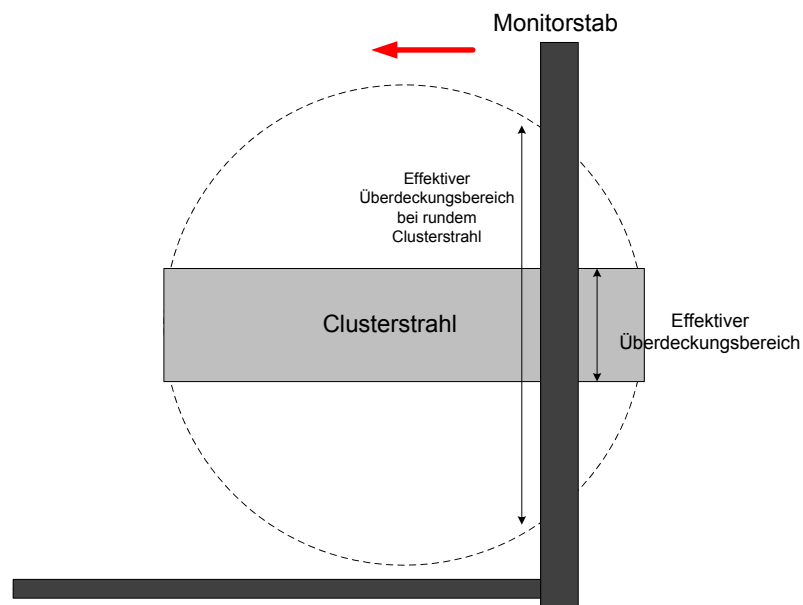 Monitorstab
Effektiver
Überdeckungsbereich
bei rundem
Clusterstrahl
Clusterstrahl
Effektiver
Überdeckungsbereich